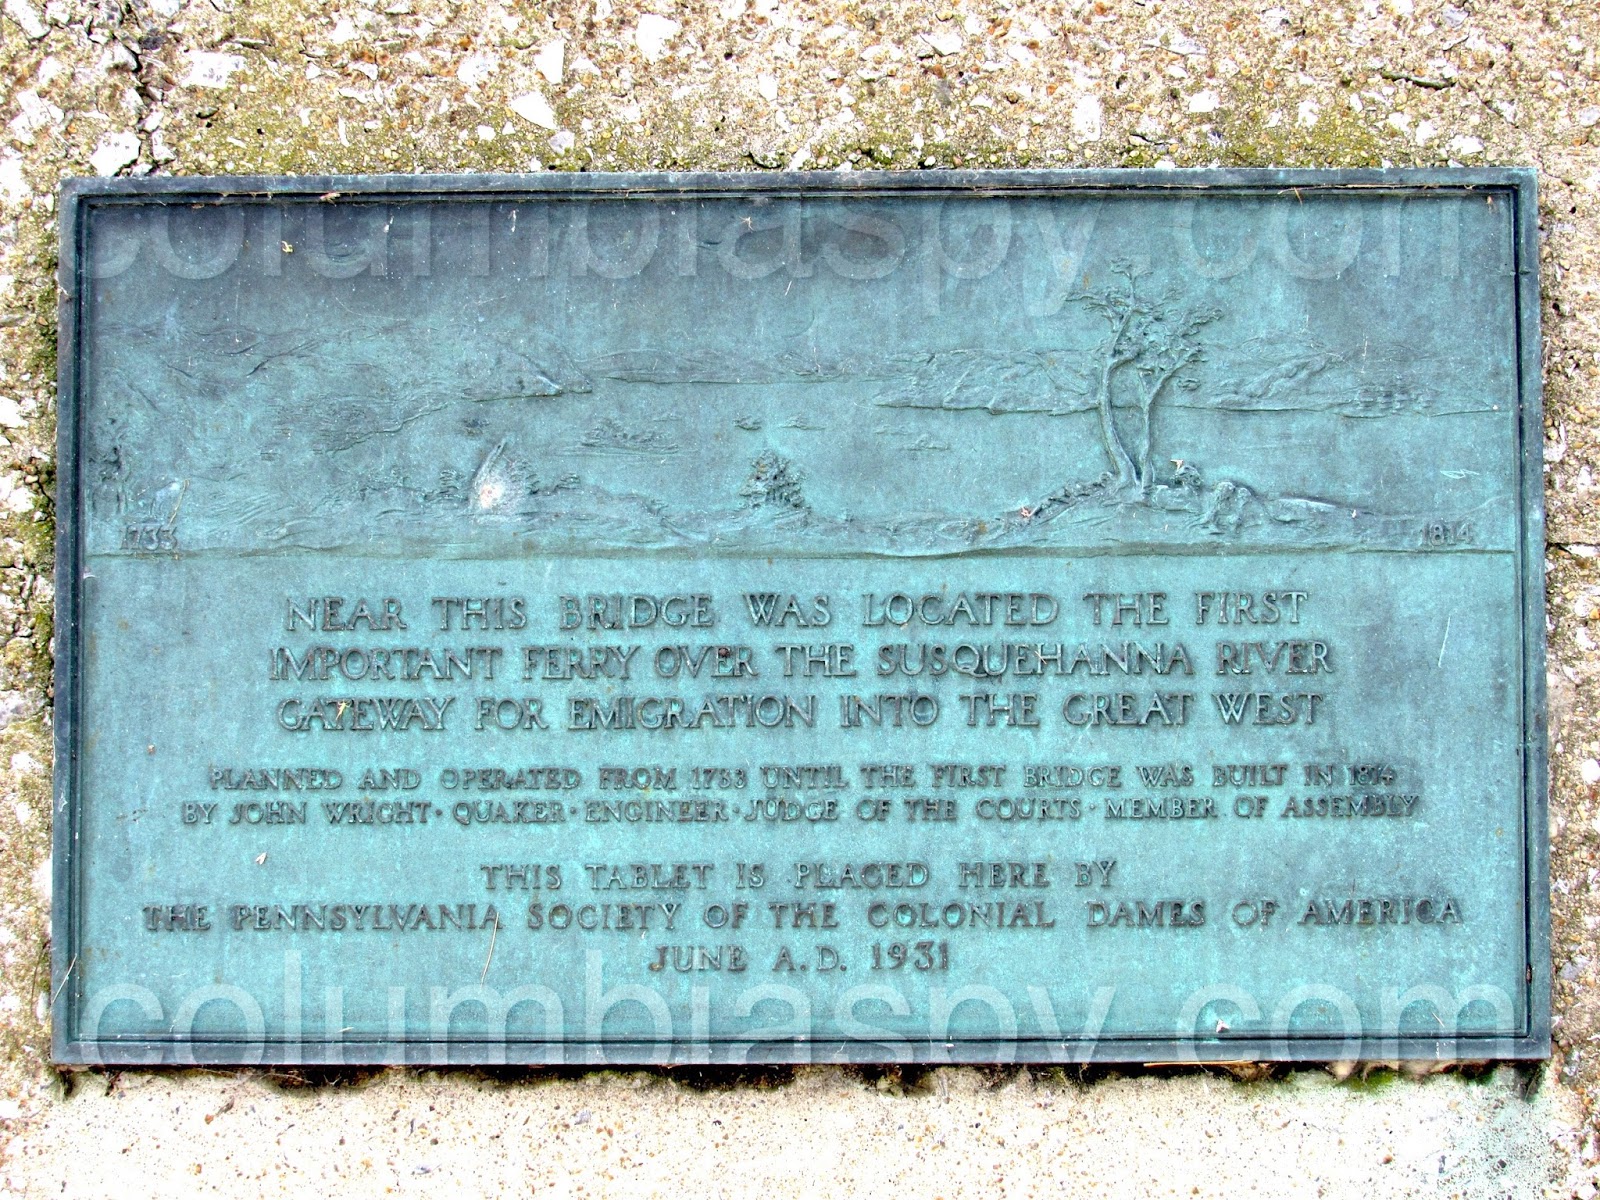 columbiaspy.com
1733
1814
NEAR THIS BRIDGE WAS LOCATED THE FIRST
IMPORTANT FERRY OVER THE SUSQUEHANNA RIVER
GATEWAY FOR EMIGRATION INTO THE GREAT WEST
PLANNED AND OPERATED FROM 1733 UNTIL THE FIRST BRIDGE WAS BUILT IN 1814
BY JOHN WRIGHT · QUAKER · ENGINEER · JUDGE OF THE COURTS · MEMBER OF ASSEMBLY
THIS TABLET IS PLACED HERE BY
THE PENNSYLVANIA SOCIETY OF THE COLONIAL DAMES OF AMERICA
JUNE A.D. 1931
columbiaspy.com